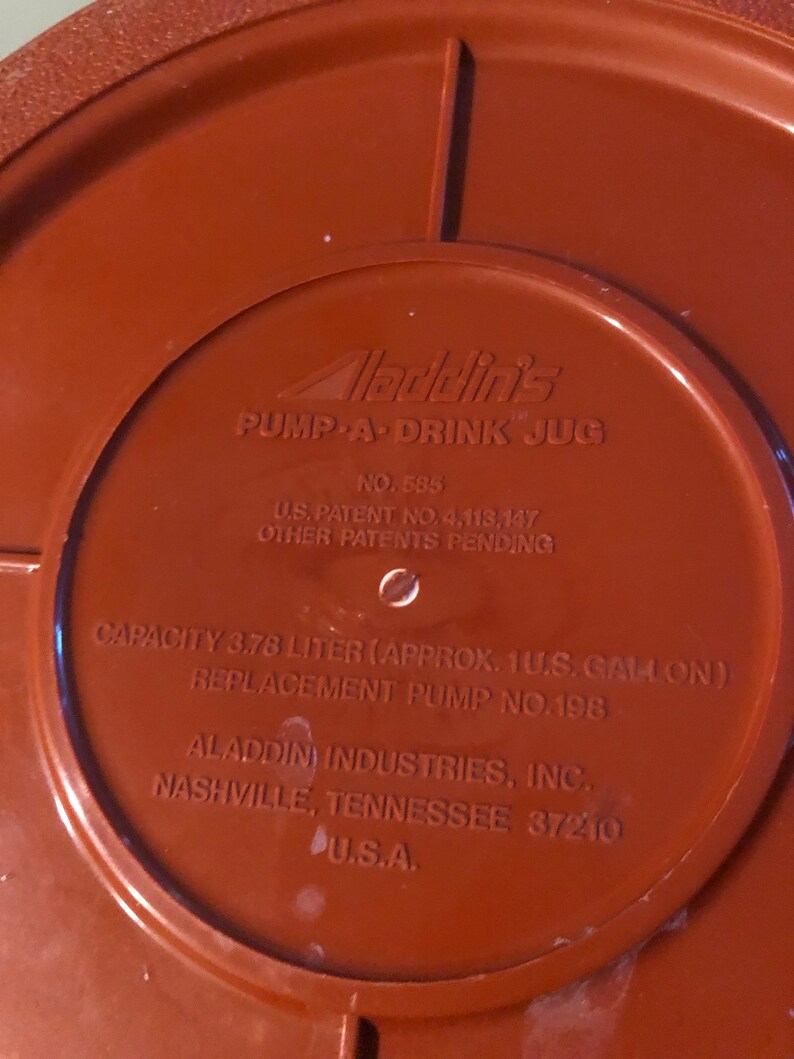 Aladdin's
PUMP-A-DRINK™ JUG
NO. 585
U.S. PATENT NO. 4,113,147
OTHER PATENTS PENDING
CAPACITY 3.78 LITER (APPROX. 1 U.S. GALLON)
REPLACEMENT PUMP NO. 198
ALADDIN INDUSTRIES, INC.
NASHVILLE, TENNESSEE 37210
U.S.A.